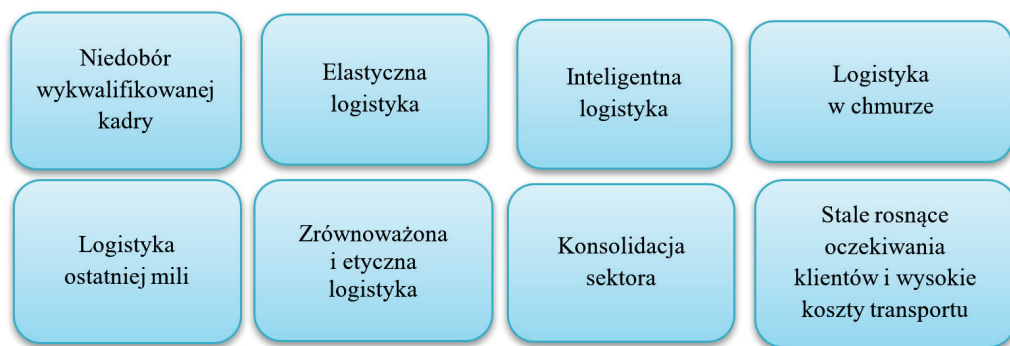 Niedobór
wykwalifikowanej
kadry
Elastyczna
logistyka
Inteligentna
logistyka
Logistyka
w chmurze
Logistyka
ostatniej mili
Zrównoważona
i etyczna
logistyka
Konsolidacja
sektora
Stale rosnące
oczekiwania
klientów i wysokie
koszty transportu